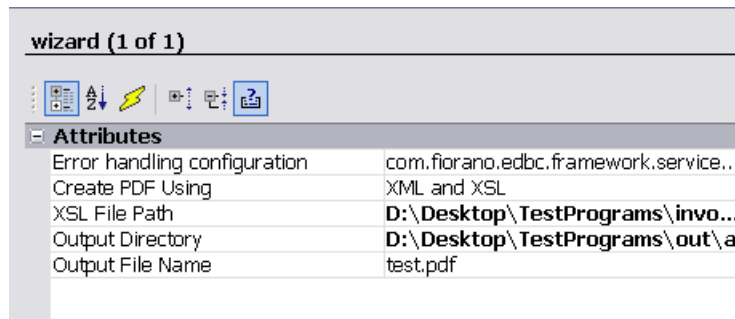 wizard (1 of 1)
Attributes
Error handling configuration com.fiorano.edbc.framework.service...
Create PDF Using XML and XSL
XSL File Path D:\Desktop\TestPrograms\invo...
Output Directory D:\Desktop\TestPrograms\out\a
Output File Name test.pdf